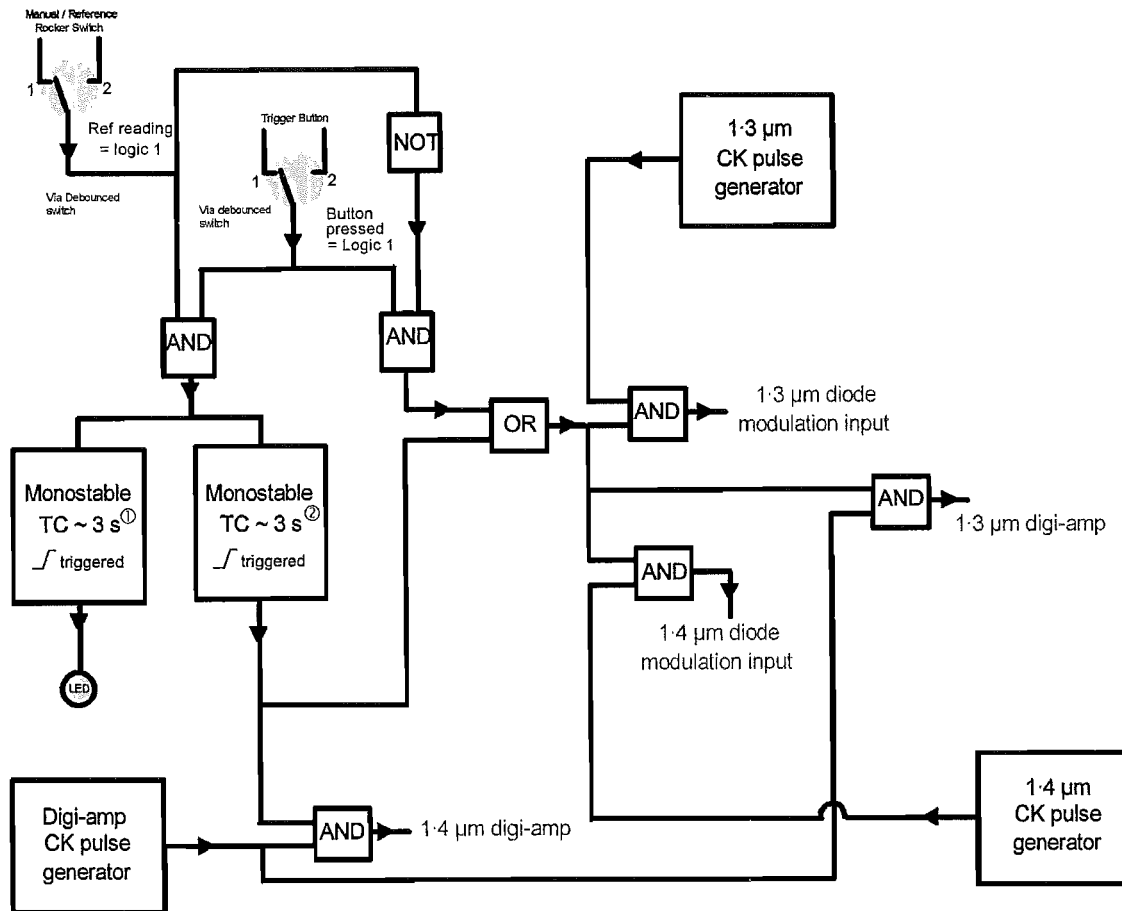 Manual / Reference
Rocker Switch
1
2
Ref reading
= logic 1
Via Debounced
switch
Trigger Button
1
2
Via debounced
switch
Button
pressed
= Logic 1
NOT
1·3 µm
CK pulse
generator
AND
AND
OR
AND
1·3 µm diode
modulation input
Monostable
TC ~ 3 s①
triggered
Monostable
TC ~ 3 s②
triggered
AND
1·3 µm digi-amp
AND
1·4 µm diode
modulation input
LED
Digi-amp
CK pulse
generator
AND
1·4 µm digi-amp
1·4 µm
CK pulse
generator